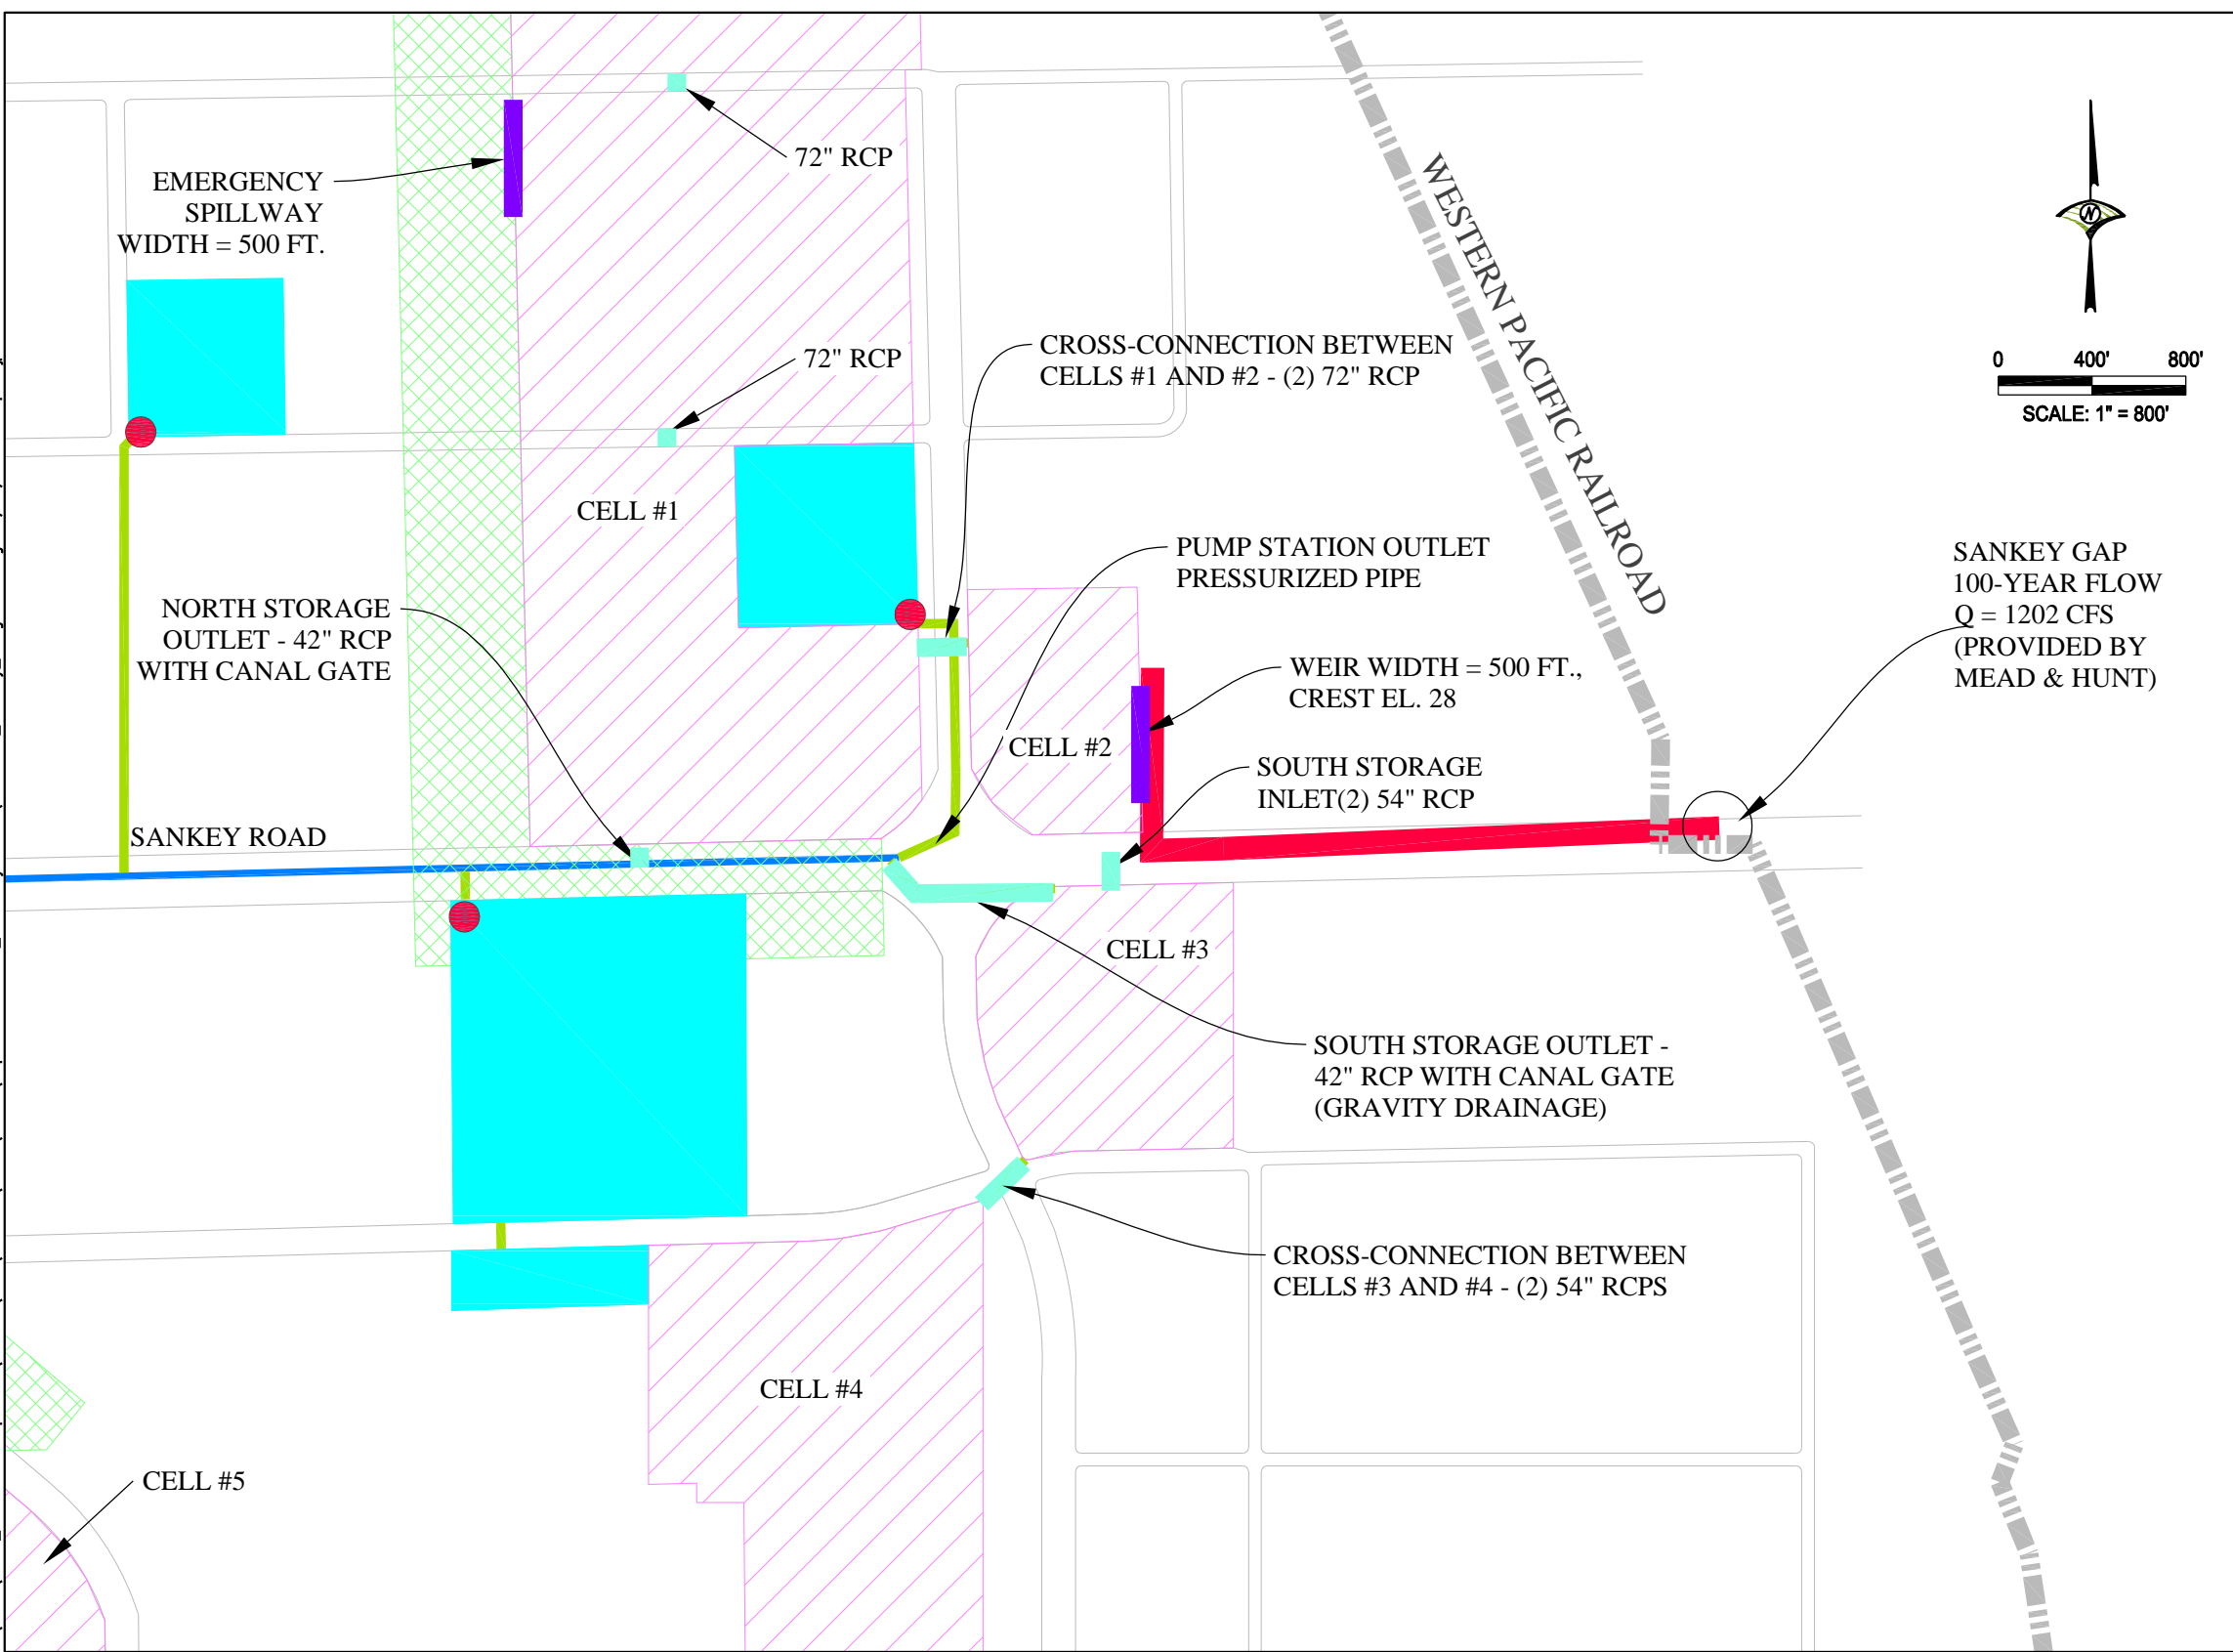 72" RCP
EMERGENCY
SPILLWAY
WIDTH = 500 FT.
WESTERN PACIFIC RAILROAD
N
0 400' 800'
SCALE: 1" = 800'
72" RCP
CROSS-CONNECTION BETWEEN
CELLS #1 AND #2 - (2) 72" RCP
CELL #1
PUMP STATION OUTLET
PRESSURIZED PIPE
SANKEY GAP
100-YEAR FLOW
Q = 1202 CFS
(PROVIDED BY
MEAD & HUNT)
NORTH STORAGE
OUTLET - 42" RCP
WITH CANAL GATE
WEIR WIDTH = 500 FT.,
CREST EL. 28
CELL #2
SOUTH STORAGE
INLET(2) 54" RCP
SANKEY ROAD
CELL #3
SOUTH STORAGE OUTLET -
42" RCP WITH CANAL GATE
(GRAVITY DRAINAGE)
CROSS-CONNECTION BETWEEN
CELLS #3 AND #4 - (2) 54" RCPS
CELL #4
CELL #5